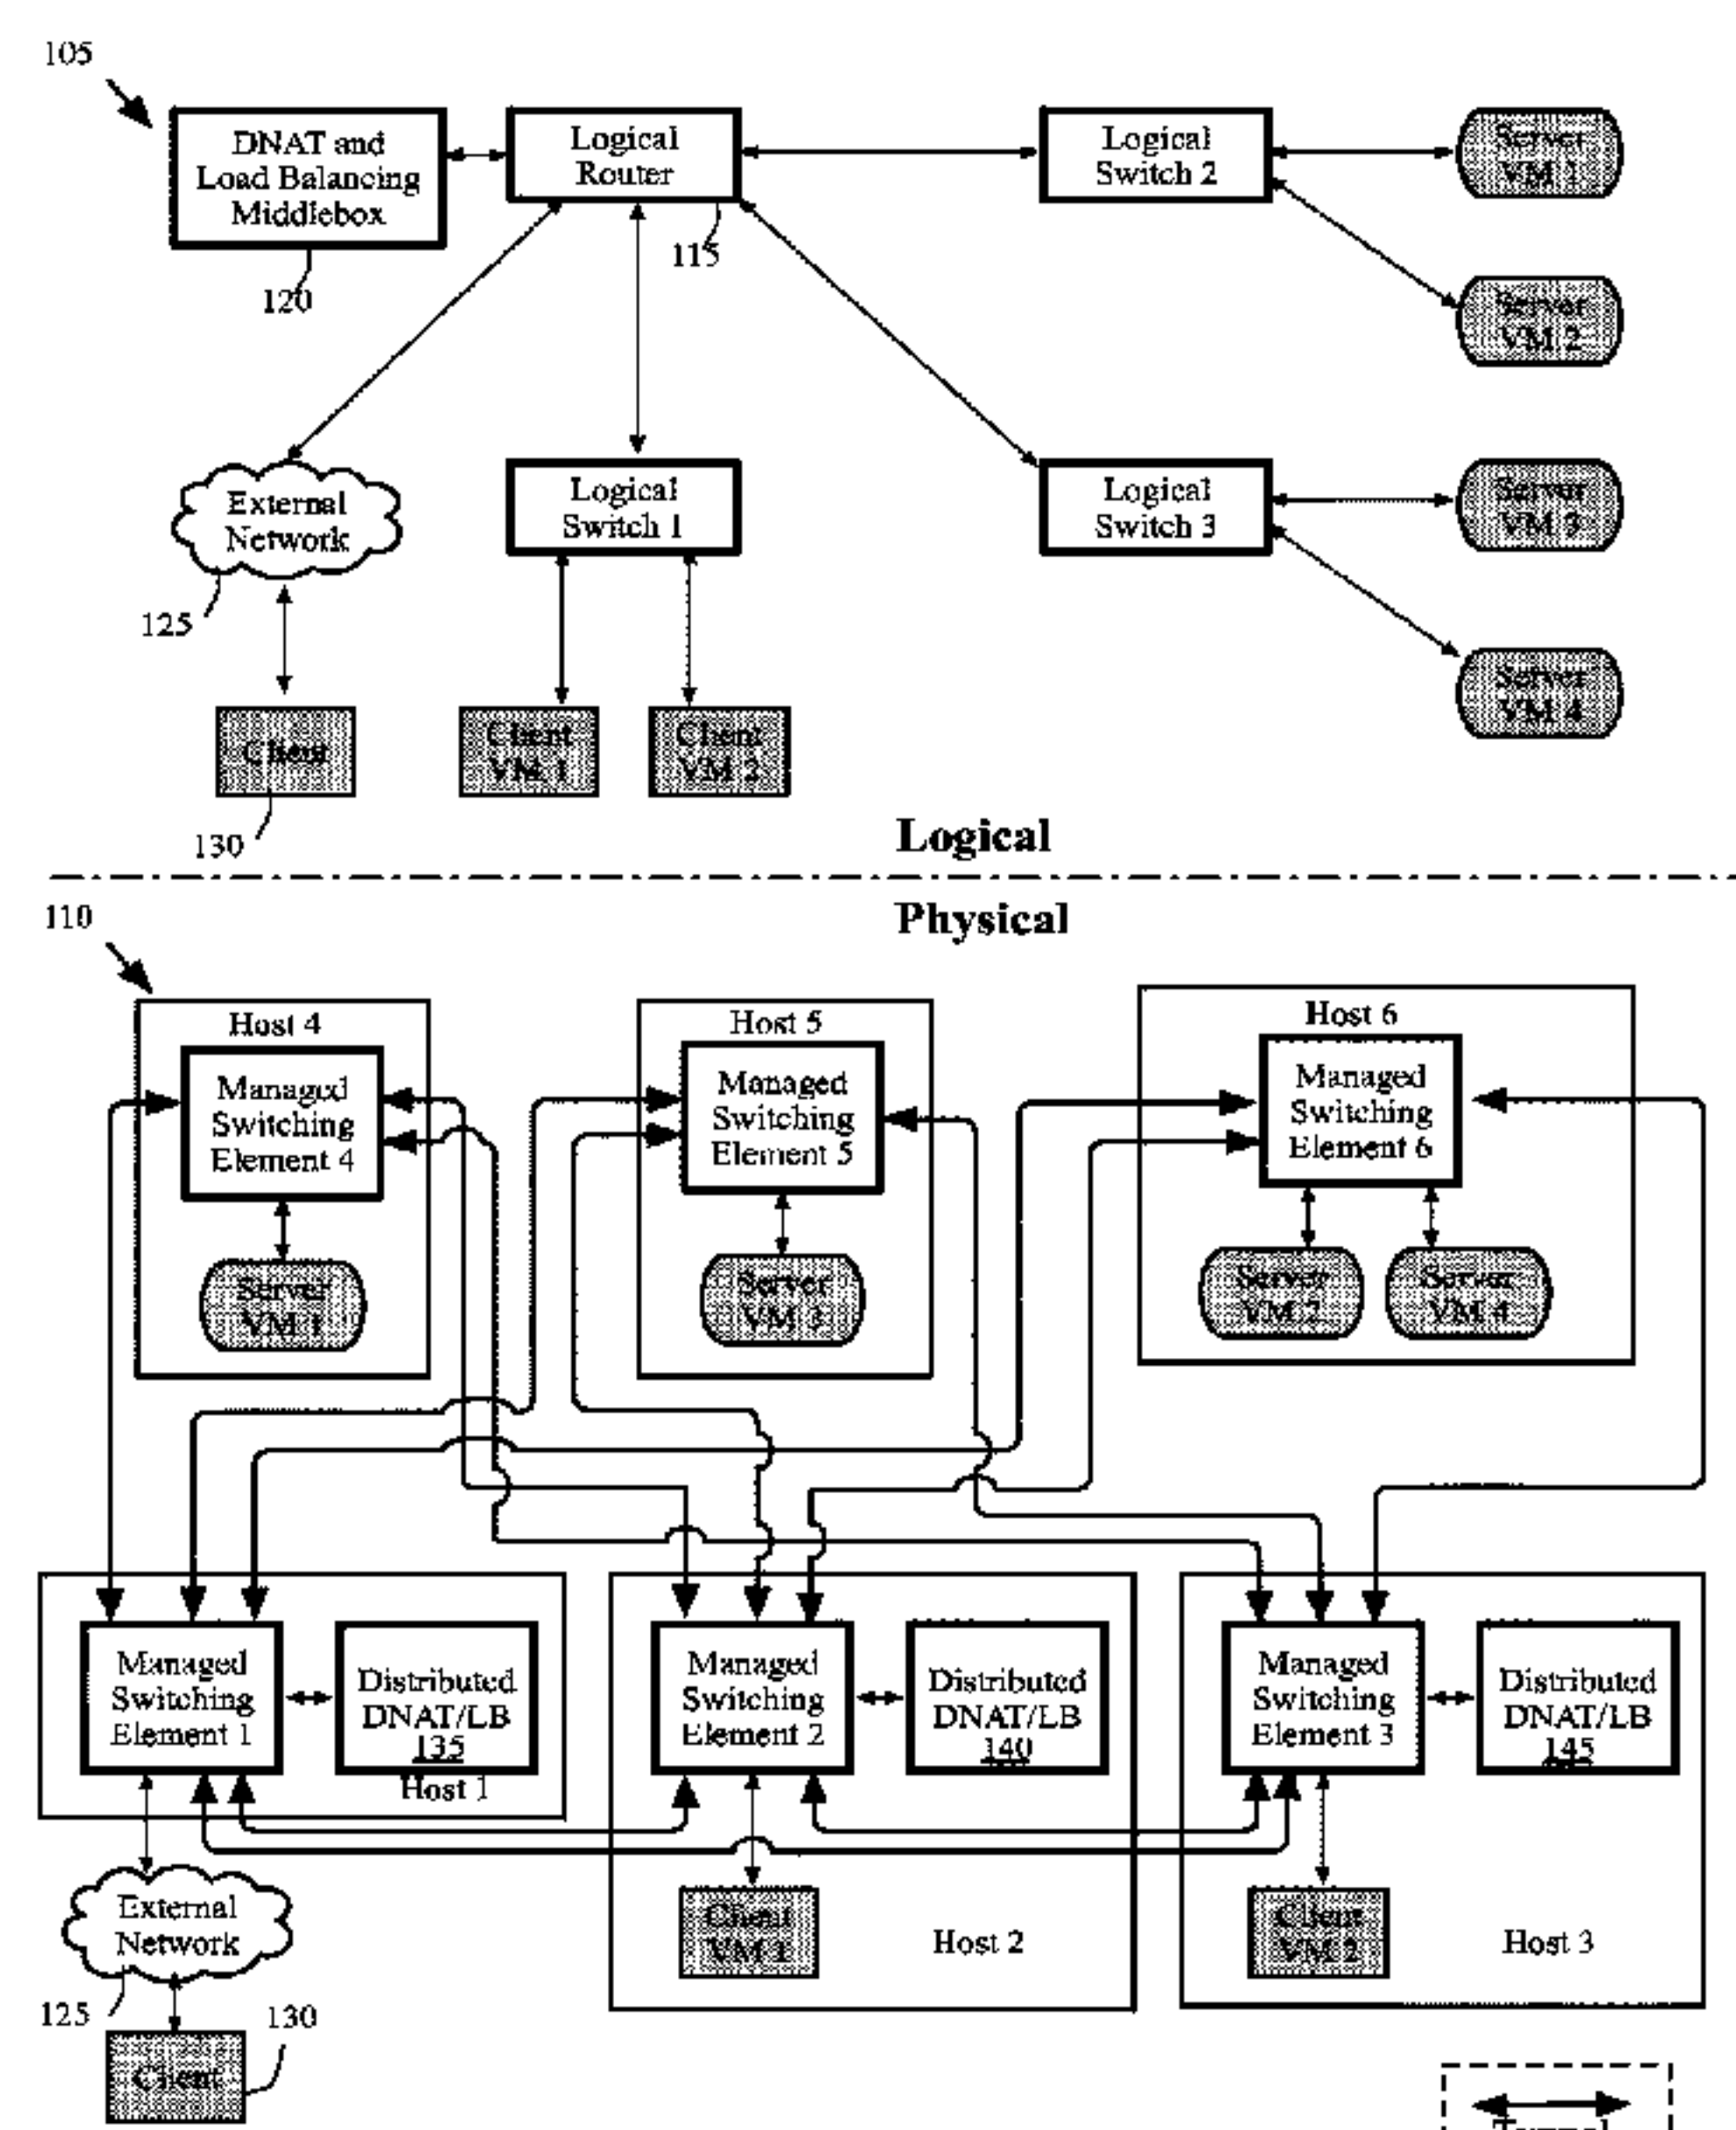 105
DNAT and
Load Balancing
Middlebox
120
Logical
Router
115
Logical
Switch 2
Server
VM 1
Server
VM 2
External
Network
125
Logical
Switch 1
Logical
Switch 3
Server
VM 3
Server
VM 4
Client
130
Client
VM 1
Client
VM 2
Logical
Physical
110
Host 4
Managed
Switching
Element 4
Server
VM 1
Host 5
Managed
Switching
Element 5
Server
VM 3
Host 6
Managed
Switching
Element 6
Server
VM 2
Server
VM 4
Managed
Switching
Element 1
Distributed
DNAT/LB
135
Host 1
Managed
Switching
Element 2
Distributed
DNAT/LB
140
Managed
Switching
Element 3
Distributed
DNAT/LB
145
External
Network
125
Client
130
Client
VM 1
Host 2
Client
VM 2
Host 3
Tunnel